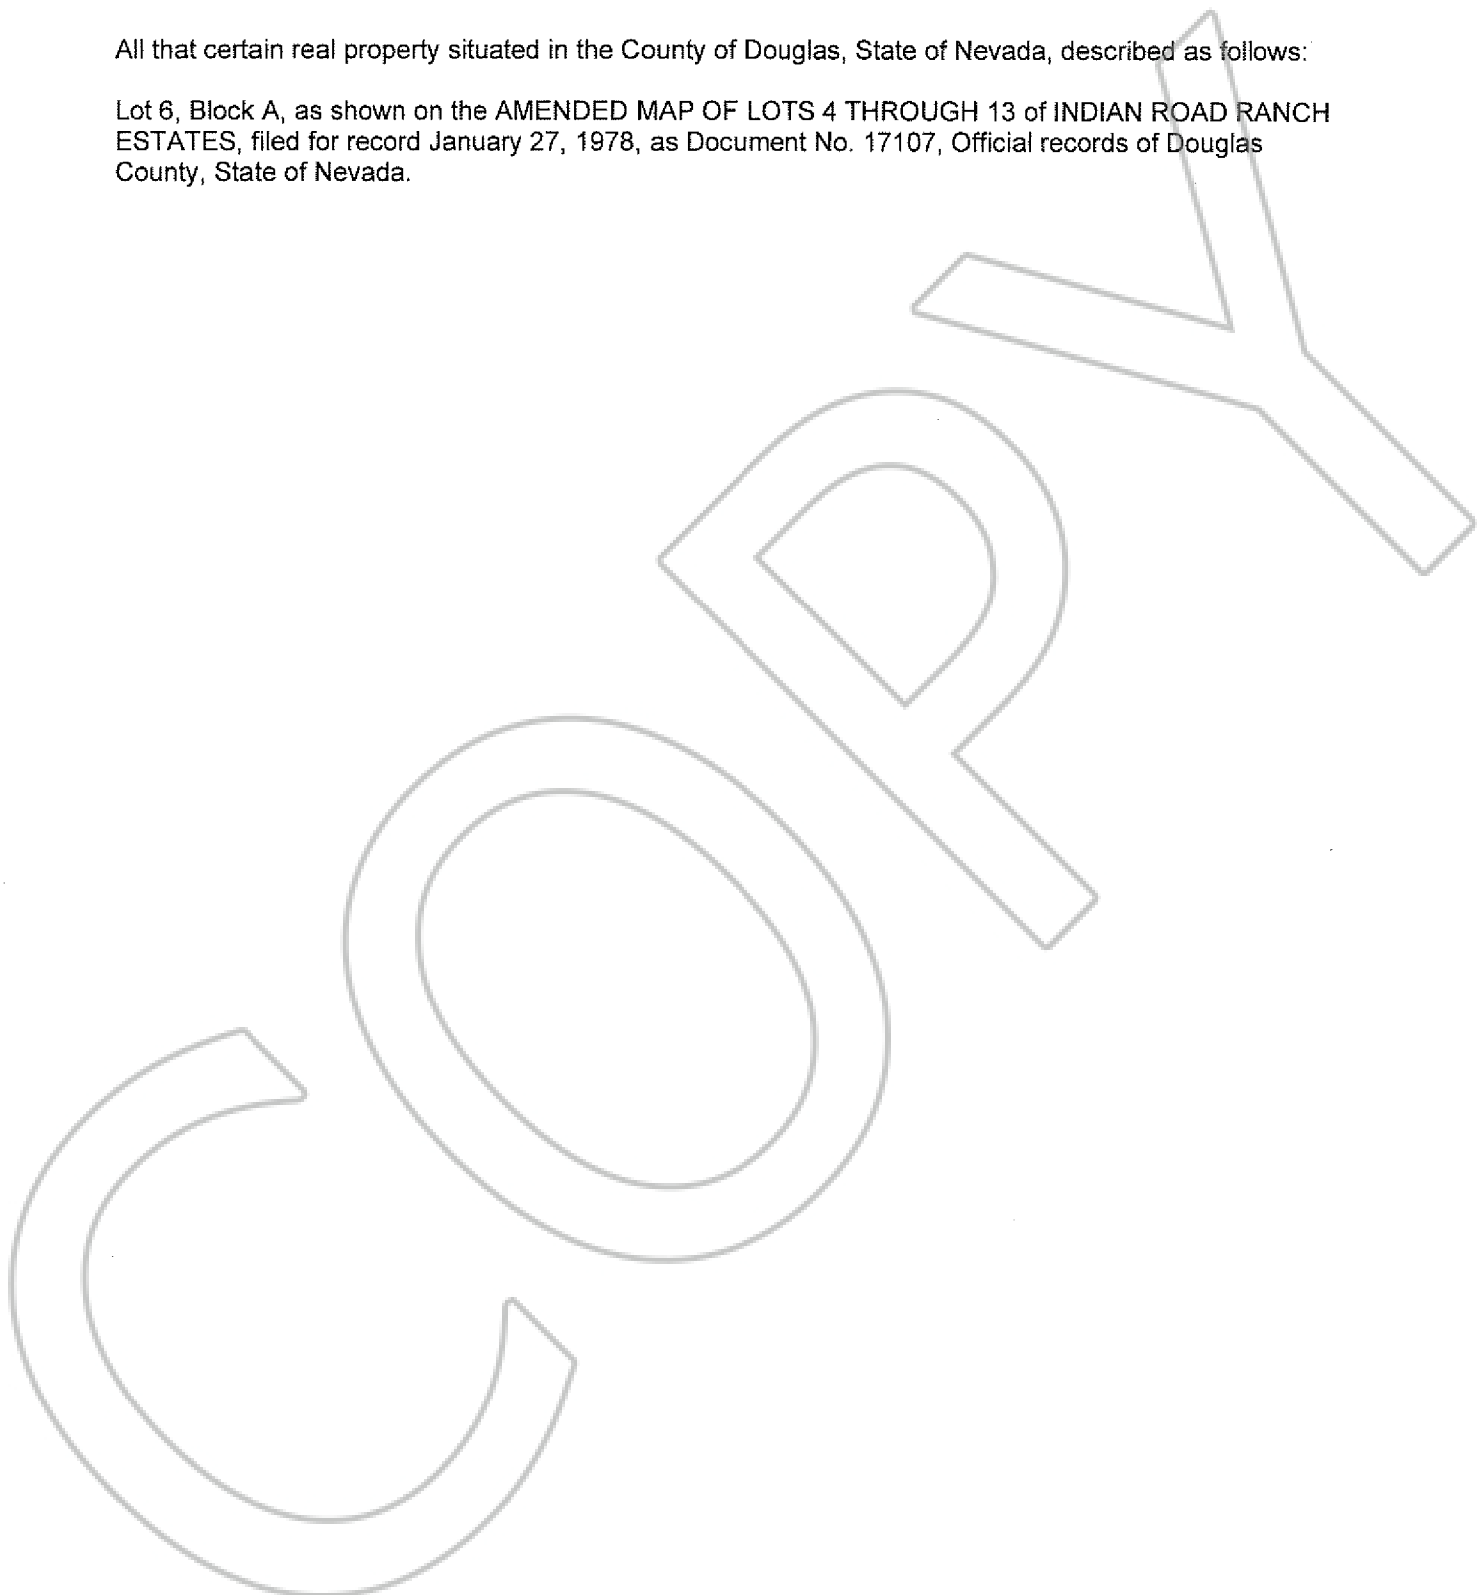 All that certain real property situated in the County of Douglas, State of Nevada, described as follows:
Lot 6, Block A, as shown on the AMENDED MAP OF LOTS 4 THROUGH 13 of INDIAN ROAD RANCH
ESTATES, filed for record January 27, 1978, as Document No. 17107, Official records of Douglas
County, State of Nevada.
COPY